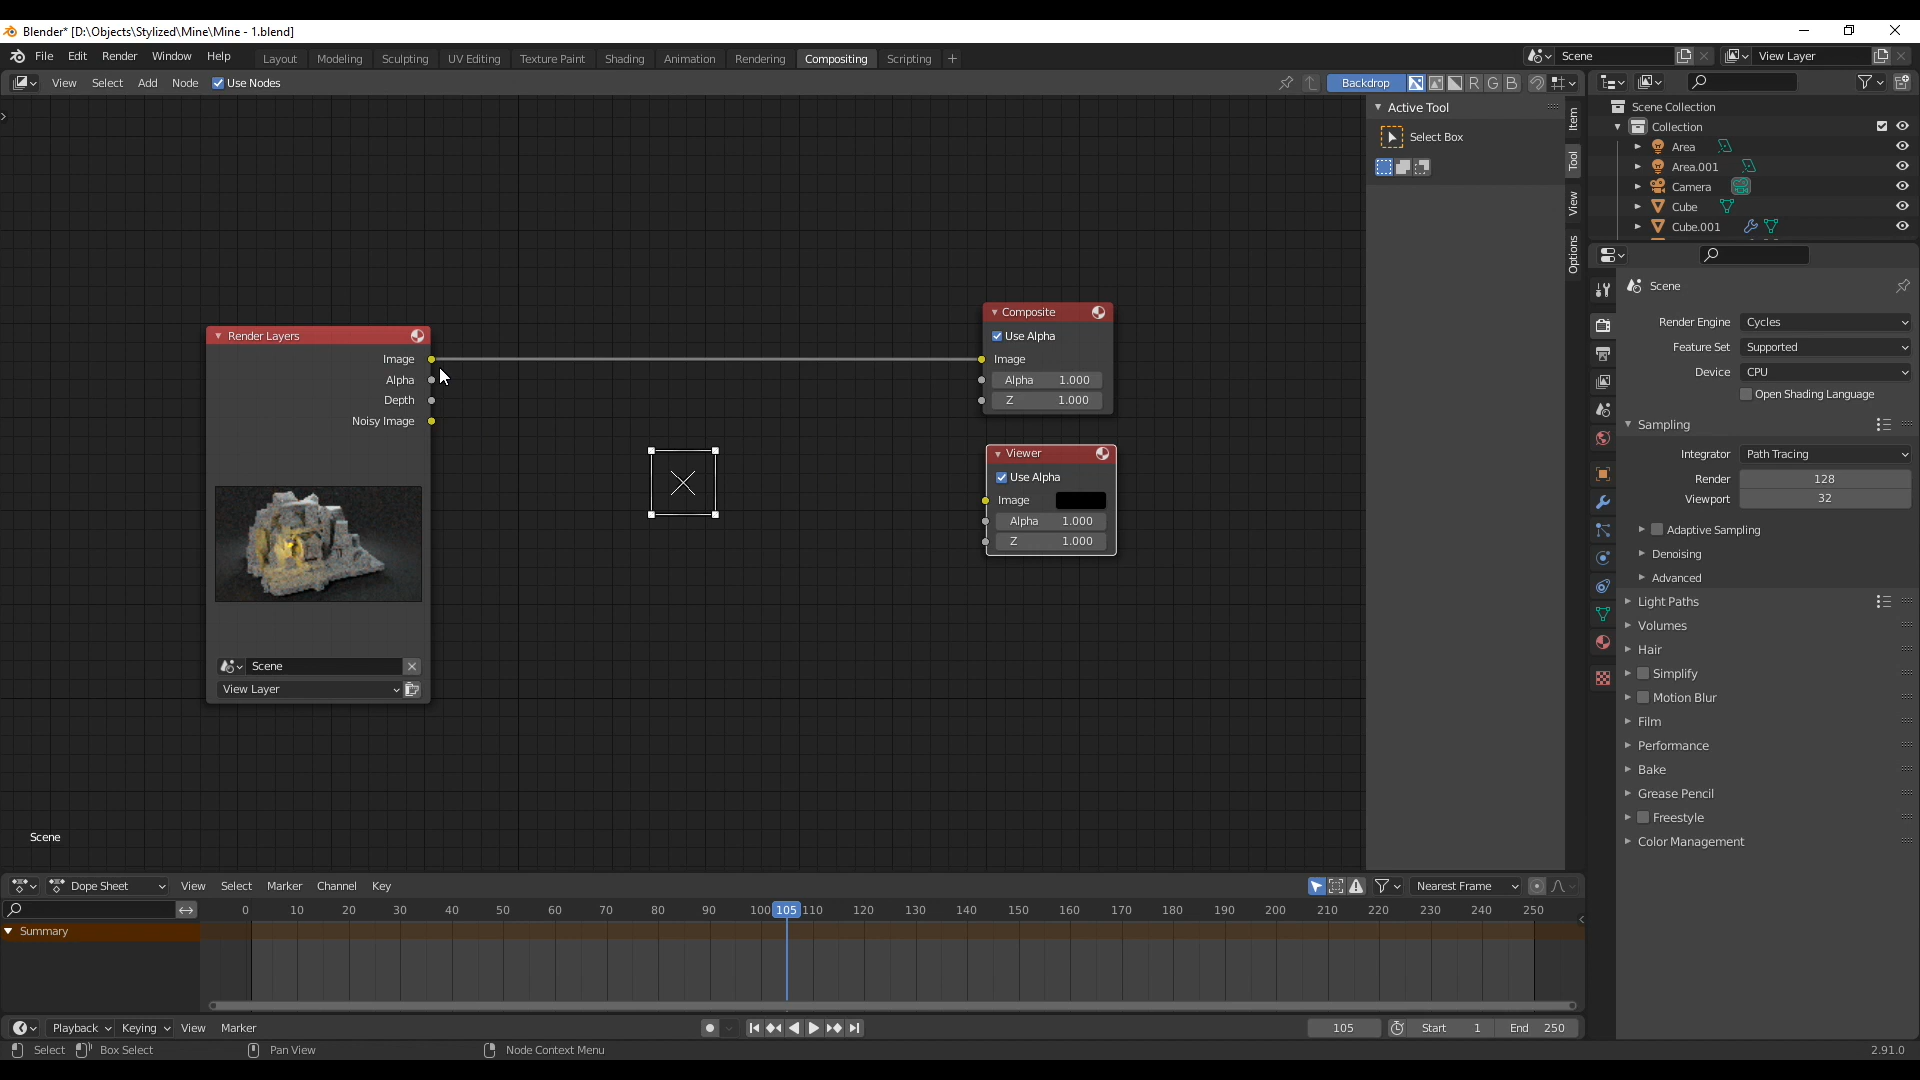 Blender* [D:\Objects\Stylized\Mine\Mine - 1.blend]
File Edit Render Window Help Layout Modeling Sculpting UV Editing Texture Paint Shading Animation Rendering Compositing Scripting + Scene View Layer
View Select Add Node Use Nodes Backdrop R G B
Active Tool
Select Box
Item
Tool
View
Options
Scene Collection
Collection
Area
Area.001
Camera
Cube
Cube.001
Scene
Render Engine Cycles
Feature Set Supported
Device CPU
Open Shading Language
Sampling
Integrator Path Tracing
Render 128
Viewport 32
Adaptive Sampling
Denoising
Advanced
Light Paths
Volumes
Hair
Simplify
Motion Blur
Film
Performance
Bake
Grease Pencil
Freestyle
Color Management
Render Layers
Image
Alpha
Depth
Noisy Image
Scene
View Layer
Composite
Use Alpha
Image
Alpha 1.000
Z 1.000
Viewer
Use Alpha
Image
Alpha 1.000
Z 1.000
Scene
Dope Sheet View Select Marker Channel Key Nearest Frame
0 10 20 30 40 50 60 70 80 90 100 105 110 120 130 140 150 160 170 180 190 200 210 220 230 240 250
Summary
Playback Keying View Marker 105 Start 1 End 250
Select Box Select Pan View Node Context Menu 2.91.0